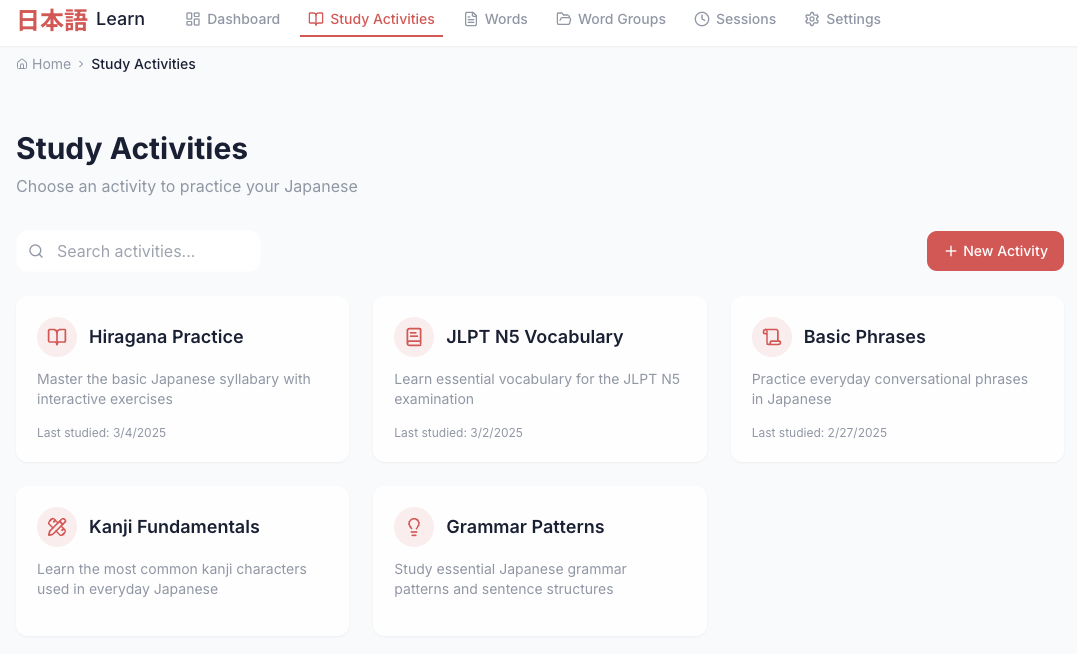 日本語 Learn Dashboard Study Activities Words Word Groups Sessions Settings
Home > Study Activities
Study Activities
Choose an activity to practice your Japanese
Search activities...
+ New Activity
Hiragana Practice
Master the basic Japanese syllabary with
interactive exercises
Last studied: 3/4/2025
JLPT N5 Vocabulary
Learn essential vocabulary for the JLPT N5
examination
Last studied: 3/2/2025
Basic Phrases
Practice everyday conversational phrases
in Japanese
Last studied: 2/27/2025
Kanji Fundamentals
Learn the most common kanji characters
used in everyday Japanese
Grammar Patterns
Study essential Japanese grammar
patterns and sentence structures